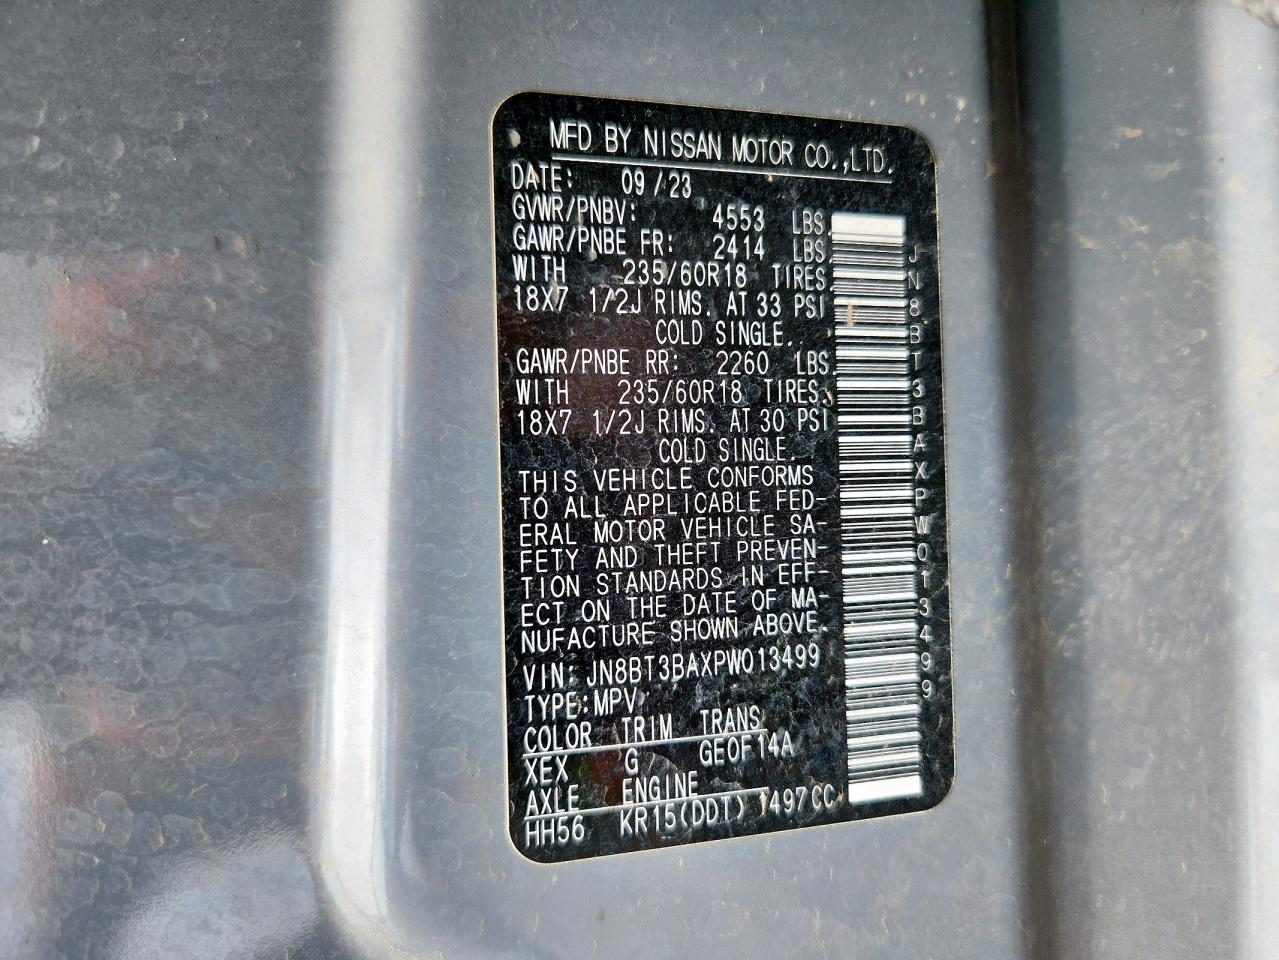 MFD BY NISSAN MOTOR CO.,LTD.
DATE: 09/23
GVWR/PNBV: 4553 LBS.
GAWR/PNBE FR: 2414 LBS.
WITH 235/60R18 TIRES.
18X7 1/2J RIMS. AT 33 PSI
COLD SINGLE.
GAWR/PNBE RR: 2260 LBS.
WITH 235/60R18 TIRES.
18X7 1/2J RIMS. AT 30 PSI
COLD SINGLE.
THIS VEHICLE CONFORMS
TO ALL APPLICABLE FED-
ERAL MOTOR VEHICLE SA-
FETY AND THEFT PREVEN-
TION STANDARDS IN EFF-
ECT ON THE DATE OF MA-
NUFACTURE SHOWN ABOVE.
VIN: JN8BT3BAXPW013499
TYPE: MPV
COLOR TRIM TRANS
XEX G GE0F14A
AXLE ENGINE
HH56 KR15(DDT) 1497CC
JN8BT3BAXPW013499